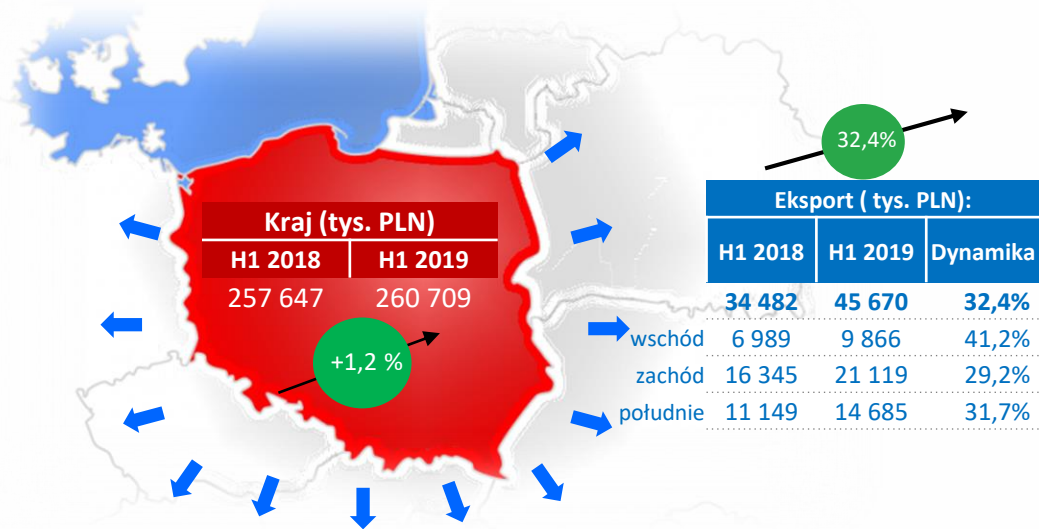 32,4%
Eksport ( tys. PLN):
H1 2018 H1 2019 Dynamika
34 482 45 670 32,4%
wschód 6 989 9 866 41,2%
zachód 16 345 21 119 29,2%
południe 11 149 14 685 31,7%
Kraj (tys. PLN)
H1 2018 H1 2019
257 647 260 709
+1,2 %